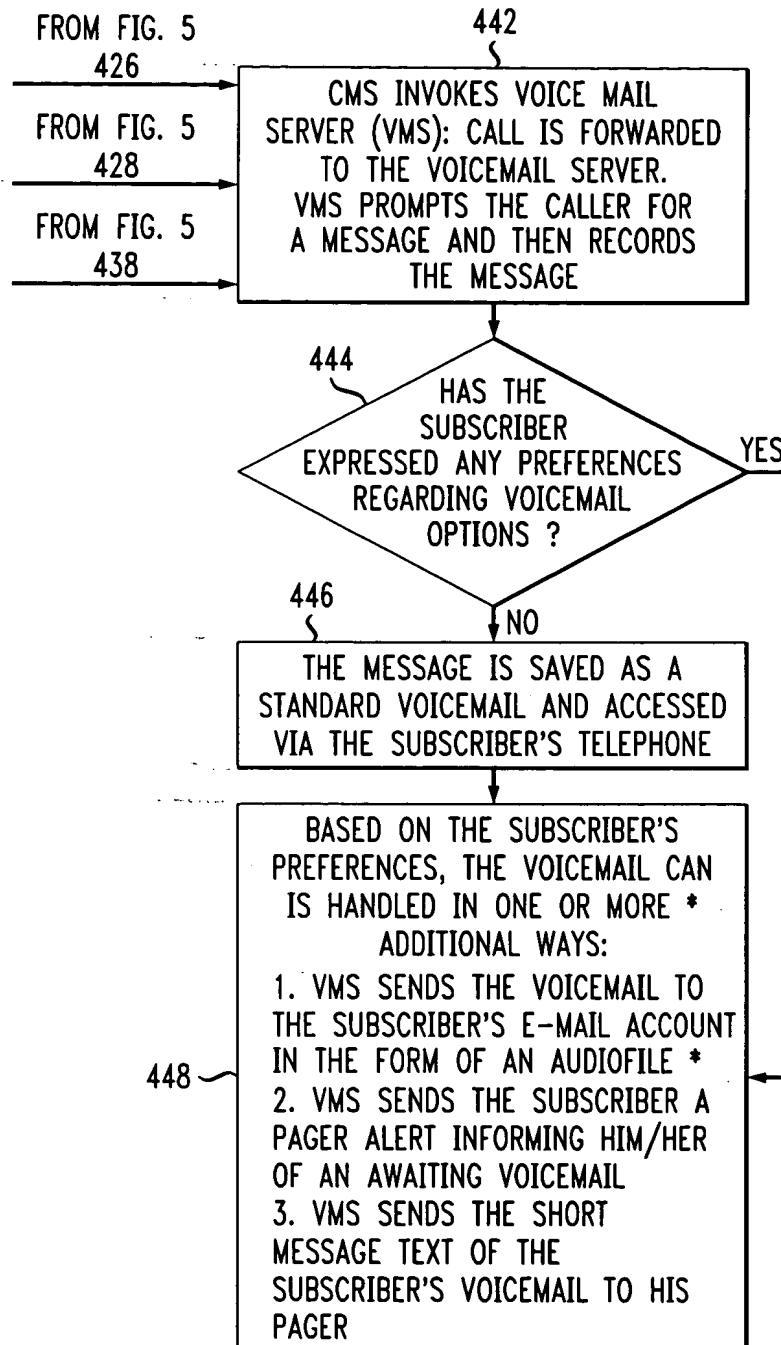 FROM FIG. 5
426
FROM FIG. 5
428
FROM FIG. 5
438
442
CMS INVOKES VOICE MAIL
SERVER (VMS): CALL IS FORWARDED
TO THE VOICEMAIL SERVER.
VMS PROMPTS THE CALLER FOR
A MESSAGE AND THEN RECORDS
THE MESSAGE
444
HAS THE
SUBSCRIBER
EXPRESSED ANY PREFERENCES
REGARDING VOICEMAIL
OPTIONS ?
YES
NO
446
THE MESSAGE IS SAVED AS A
STANDARD VOICEMAIL AND ACCESSED
VIA THE SUBSCRIBER'S TELEPHONE
448
BASED ON THE SUBSCRIBER'S
PREFERENCES, THE VOICEMAIL CAN
IS HANDLED IN ONE OR MORE *
ADDITIONAL WAYS:
1. VMS SENDS THE VOICEMAIL TO
THE SUBSCRIBER'S E-MAIL ACCOUNT
IN THE FORM OF AN AUDIOFILE *
2. VMS SENDS THE SUBSCRIBER A
PAGER ALERT INFORMING HIM/HER
OF AN AWAITING VOICEMAIL
3. VMS SENDS THE SHORT
MESSAGE TEXT OF THE
SUBSCRIBER'S VOICEMAIL TO HIS
PAGER